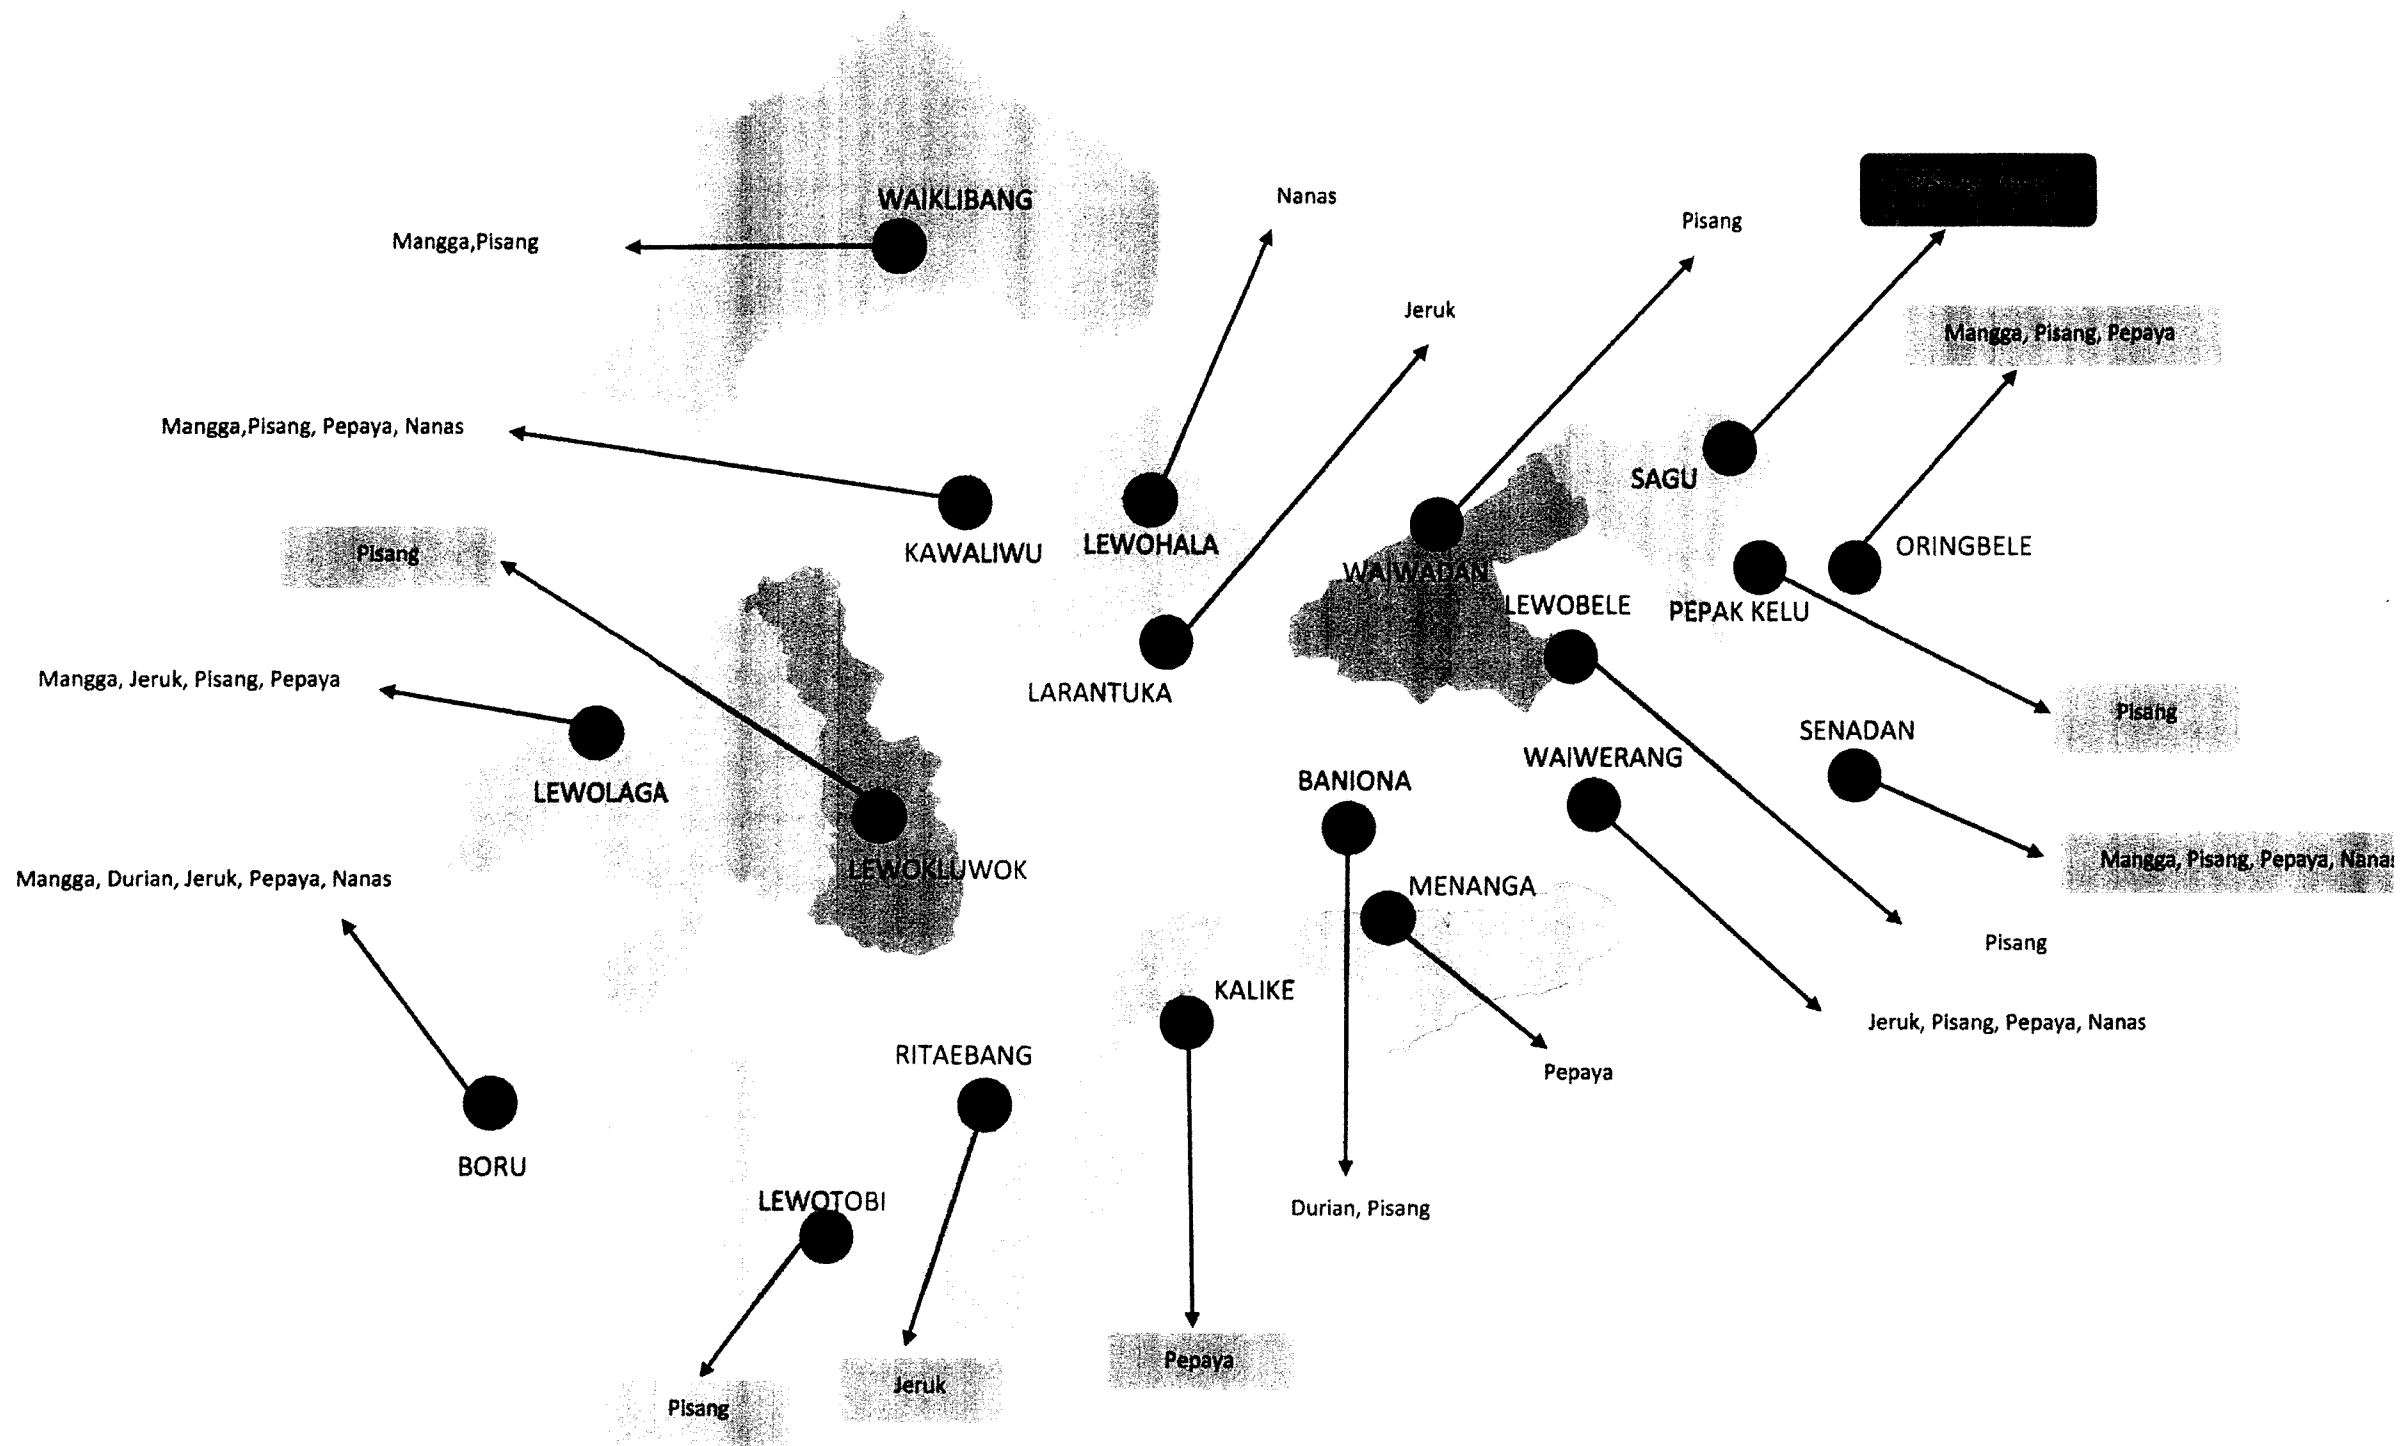 WAIKLIBANG
Nanas
Pisang
Mangga,Pisang
Jeruk
Mangga, Pisang, Pepaya
Mangga,Pisang, Pepaya, Nanas
SAGU
Pisang
KAWALIWU
LEWOHALA
WAIWADAN
ORINGBELE
LEWOBELE
PEPAK KELU
Mangga, Jeruk, Pisang, Pepaya
LARANTUKA
Pisang
SENADAN
LEWOLAGA
BANIONA
WAIWERANG
LEWOKLUWOK
Mangga, Pisang, Pepaya, Nanas
Mangga, Durian, Jeruk, Pepaya, Nanas
MENANGA
Pisang
KALIKE
Jeruk, Pisang, Pepaya, Nanas
RITAEBANG
Pepaya
BORU
LEWOTOBI
Durian, Pisang
Pepaya
Jeruk
Pisang